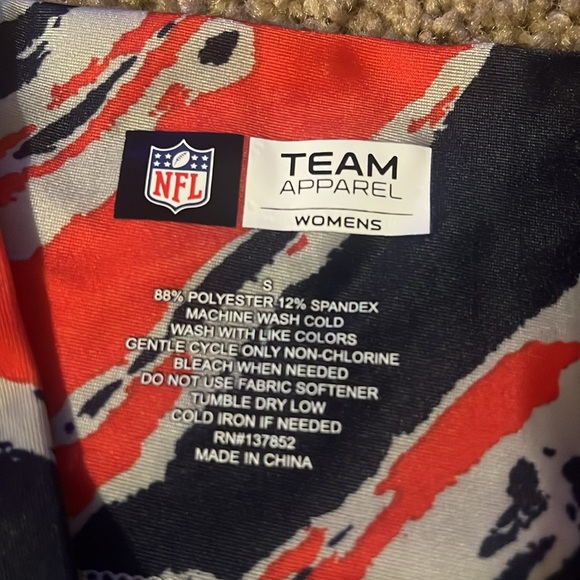 NFL
TEAM
APPAREL
WOMENS
S
88% POLYESTER 12% SPANDEX
MACHINE WASH COLD
WASH WITH LIKE COLORS
GENTLE CYCLE ONLY NON-CHLORINE
BLEACH WHEN NEEDED
DO NOT USE FABRIC SOFTENER
TUMBLE DRY LOW
COLD IRON IF NEEDED
RN#137852
MADE IN CHINA